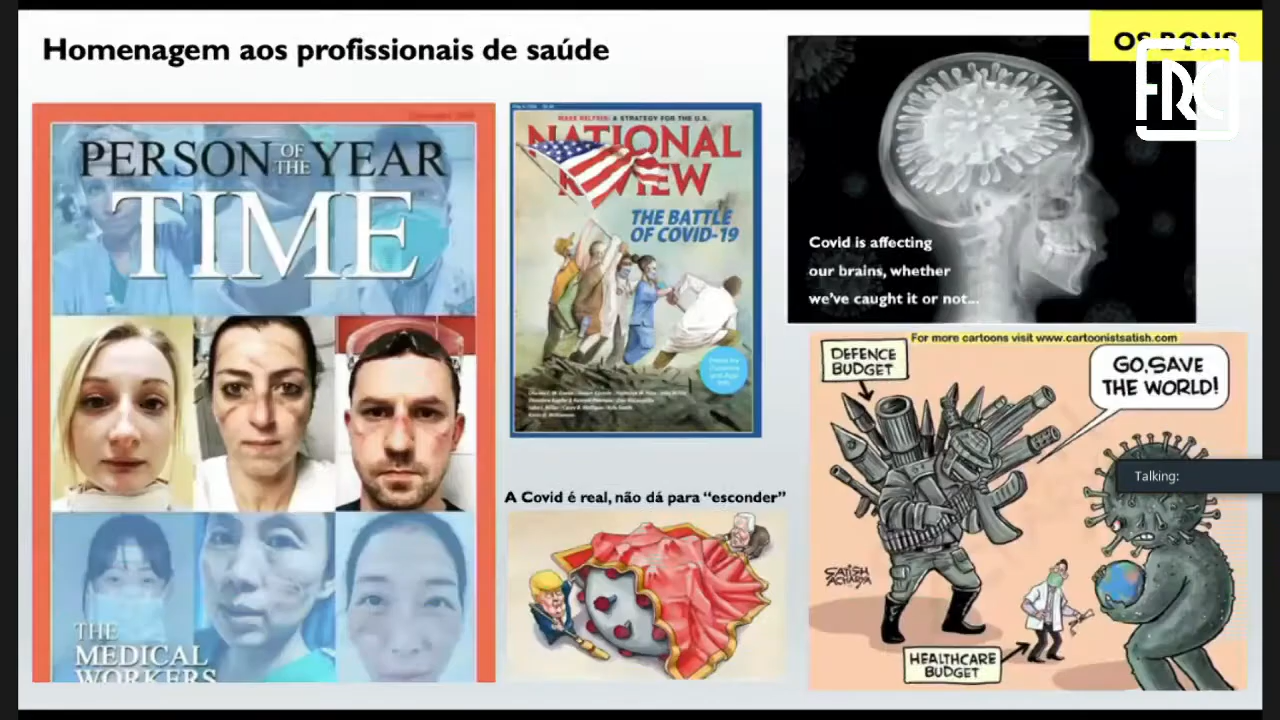 Homenagem aos profissionais de saúde
OS BONS
FRC
PERSON OF THE YEAR
TIME
THE
MEDICAL
WORKERS
A STRATEGY FOR THE U.S.
NATIONAL
REVIEW
THE BATTLE
OF COVID-19
Covid is affecting
our brains, whether
we've caught it or not...
A Covid é real, não dá para “esconder”
For more cartoons visit www.cartoonistsatish.com
DEFENCE
BUDGET
GO, SAVE
THE WORLD!
Talking:
SATISH
ACHARYA
HEALTHCARE
BUDGET